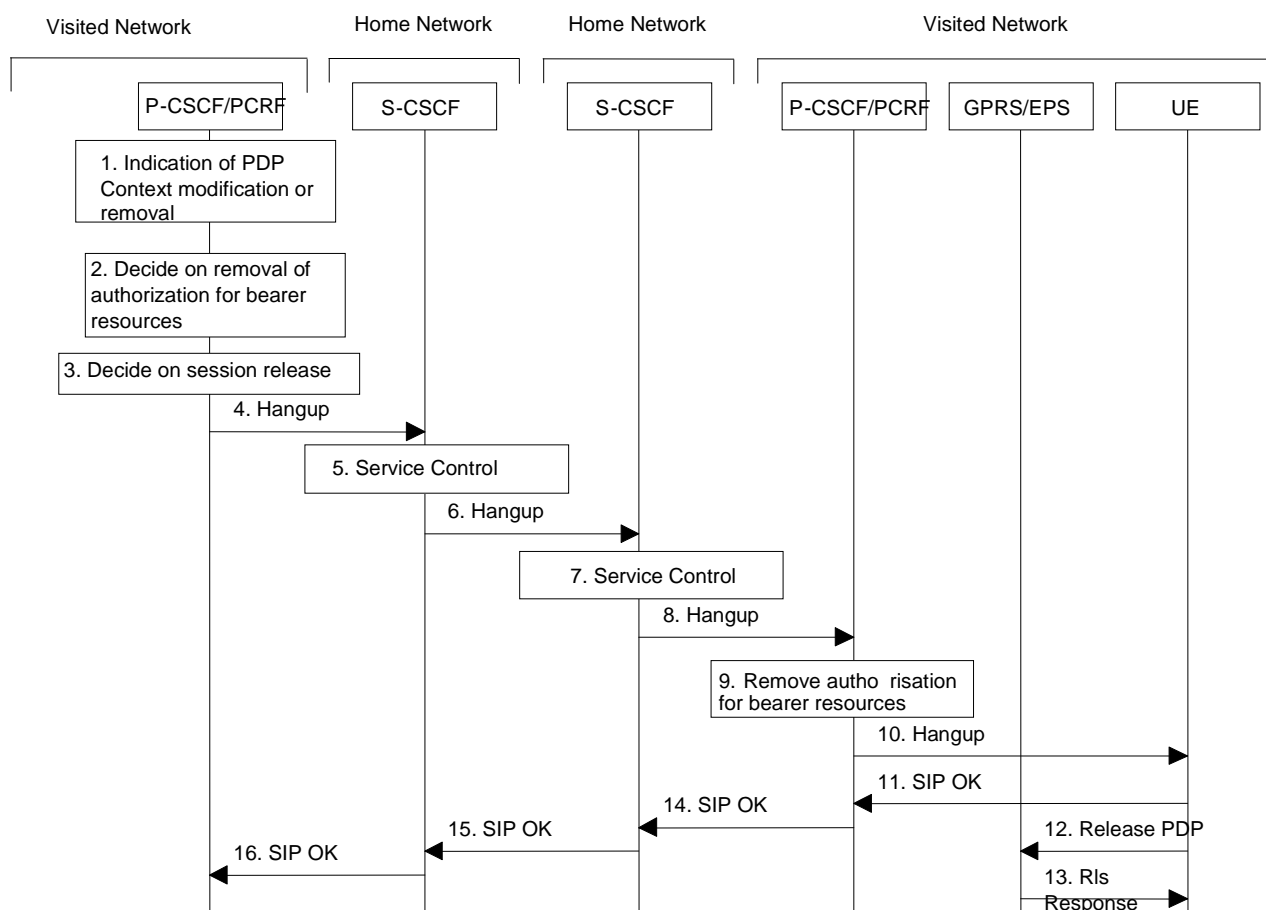 Visited Network
Home Network
Home Network
Visited Network
P-CSCF/PCRF
S-CSCF
S-CSCF
P-CSCF/PCRF
GPRS/EPS
UE
1. Indication of PDP
Context modification or
removal
2. Decide on removal of
authorization for bearer
resources
3. Decide on session release
4. Hangup
5. Service Control
6. Hangup
7. Service Control
8. Hangup
9. Remove autho risation
for bearer resources
10. Hangup
11. SIP OK
14. SIP OK
15. SIP OK
12. Release PDP
16. SIP OK
13. Rls
Response